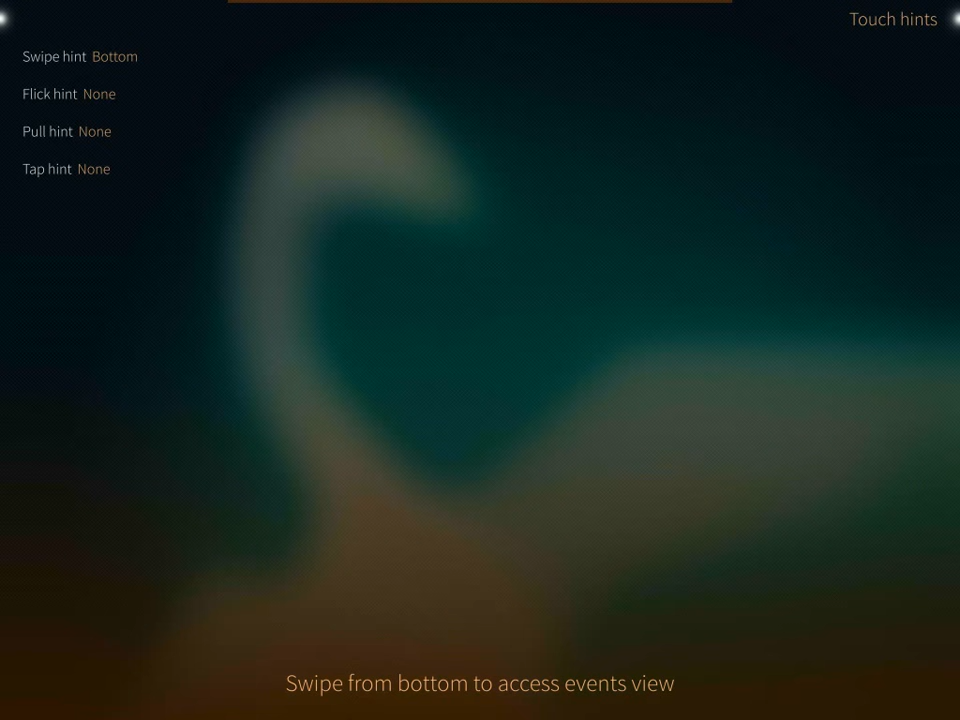 Touch hints
Swipe hint Bottom
Flick hint None
Pull hint None
Tap hint None
Swipe from bottom to access events view